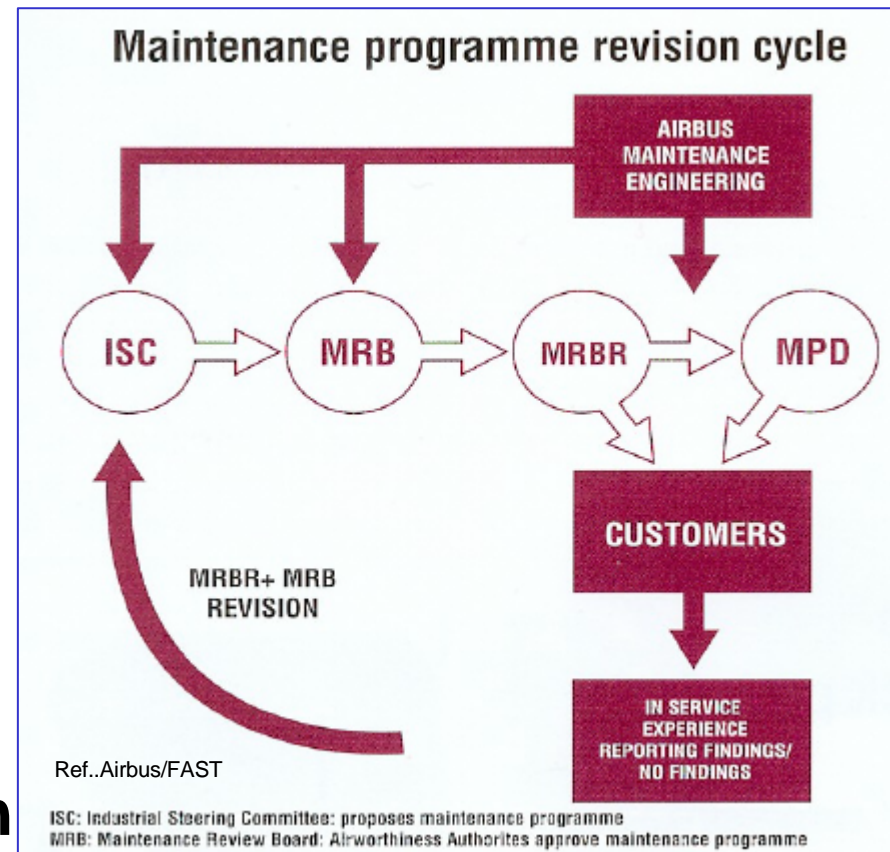 Maintenance programme revision cycle
AIRBUS
MAINTENANCE
ENGINEERING
ISC
MRB
MRBR
MPD
CUSTOMERS
MRBR+ MRB
REVISION
IN SERVICE
EXPERIENCE
REPORTING FINDINGS/
NO FINDINGS
Ref..Airbus/FAST
ISC: Industrial Steering Committee: proposes maintenance programme
MRB: Maintenance Review Board: Airworthiness Authorites approve maintenance programme